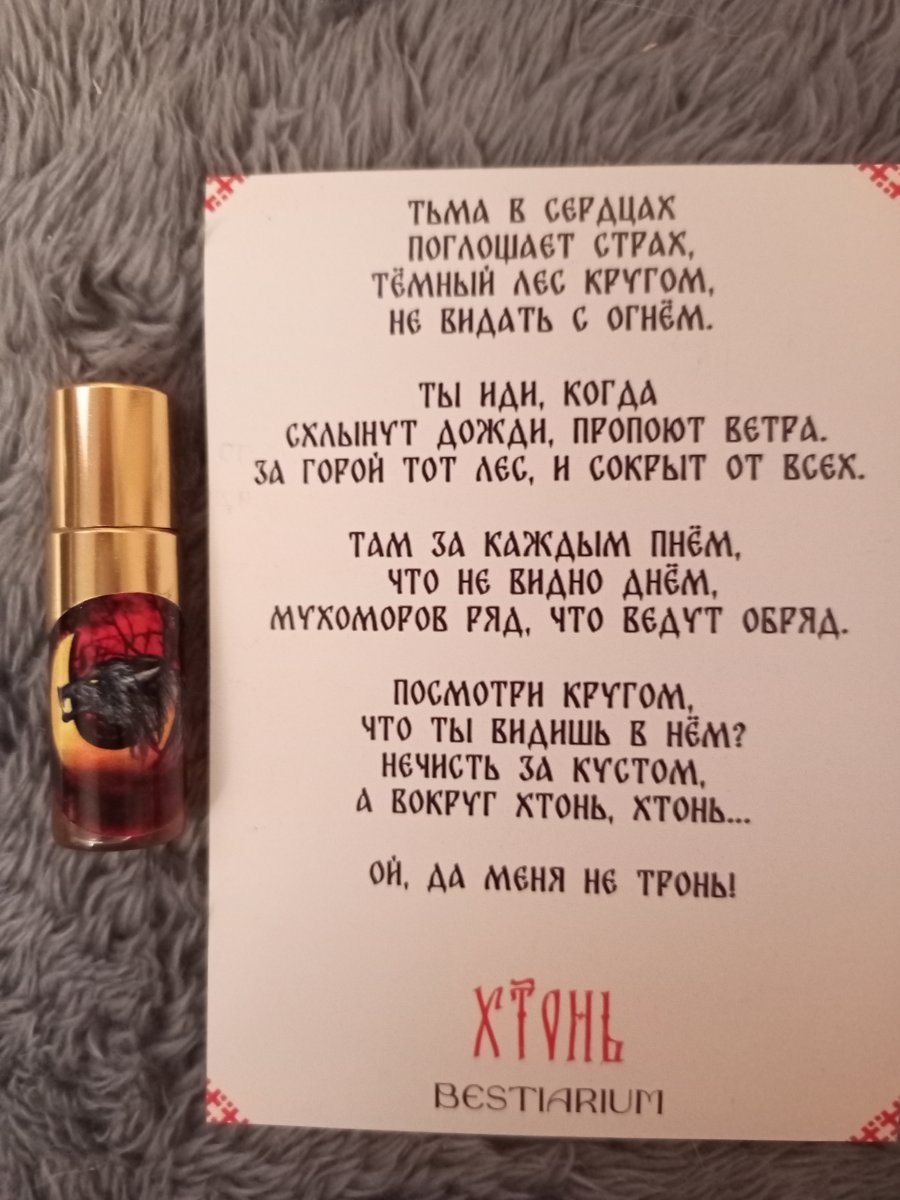 ТЬМА В СЕРДЦАХ
ПОГЛОЩАЕТ СТРАХ,
ТЁМНЫЙ ЛЕС КРУГОМ,
НЕ ВИДАТЬ С ОГНЁМ.
ТЫ ИДИ, КОГДА
СХЛЫНУТ ДОЖДИ, ПРОПОЮТ ВЕТРА.
ЗА ГОРОЙ ТОТ ЛЕС, И СОКРЫТ ОТ ВСЕХ.
ТАМ ЗА КАЖДЫМ ПНЁМ,
ЧТО НЕ ВИДНО ДНЁМ,
МУХОМОРОВ РЯД, ЧТО ВЕДУТ ОБРЯД.
ПОСМОТРИ КРУГОМ,
ЧТО ТЫ ВИДИШЬ В НЁМ?
НЕЧИСТЬ ЗА КУСТОМ,
А ВОКРУГ ХТОНЬ, ХТОНЬ...
ОЙ, ДА МЕНЯ НЕ ТРОНЬ!
ХТОНЬ
BESTIARIUM